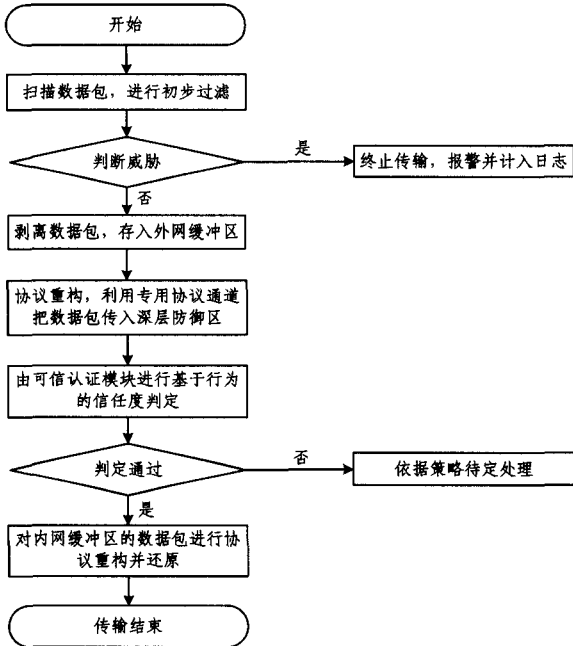 开始
扫描数据包，进行初步过滤
判断威胁
是
终止传输，报警并计入日志
否
剥离数据包，存入外网缓冲区
协议重构，利用专用协议通道
把数据包传入深层防御区
由可信认证模块进行基于行为
的信任度判定
判定通过
否
依据策略待定处理
是
对内网缓冲区的数据包进行协
议重构并还原
传输结束